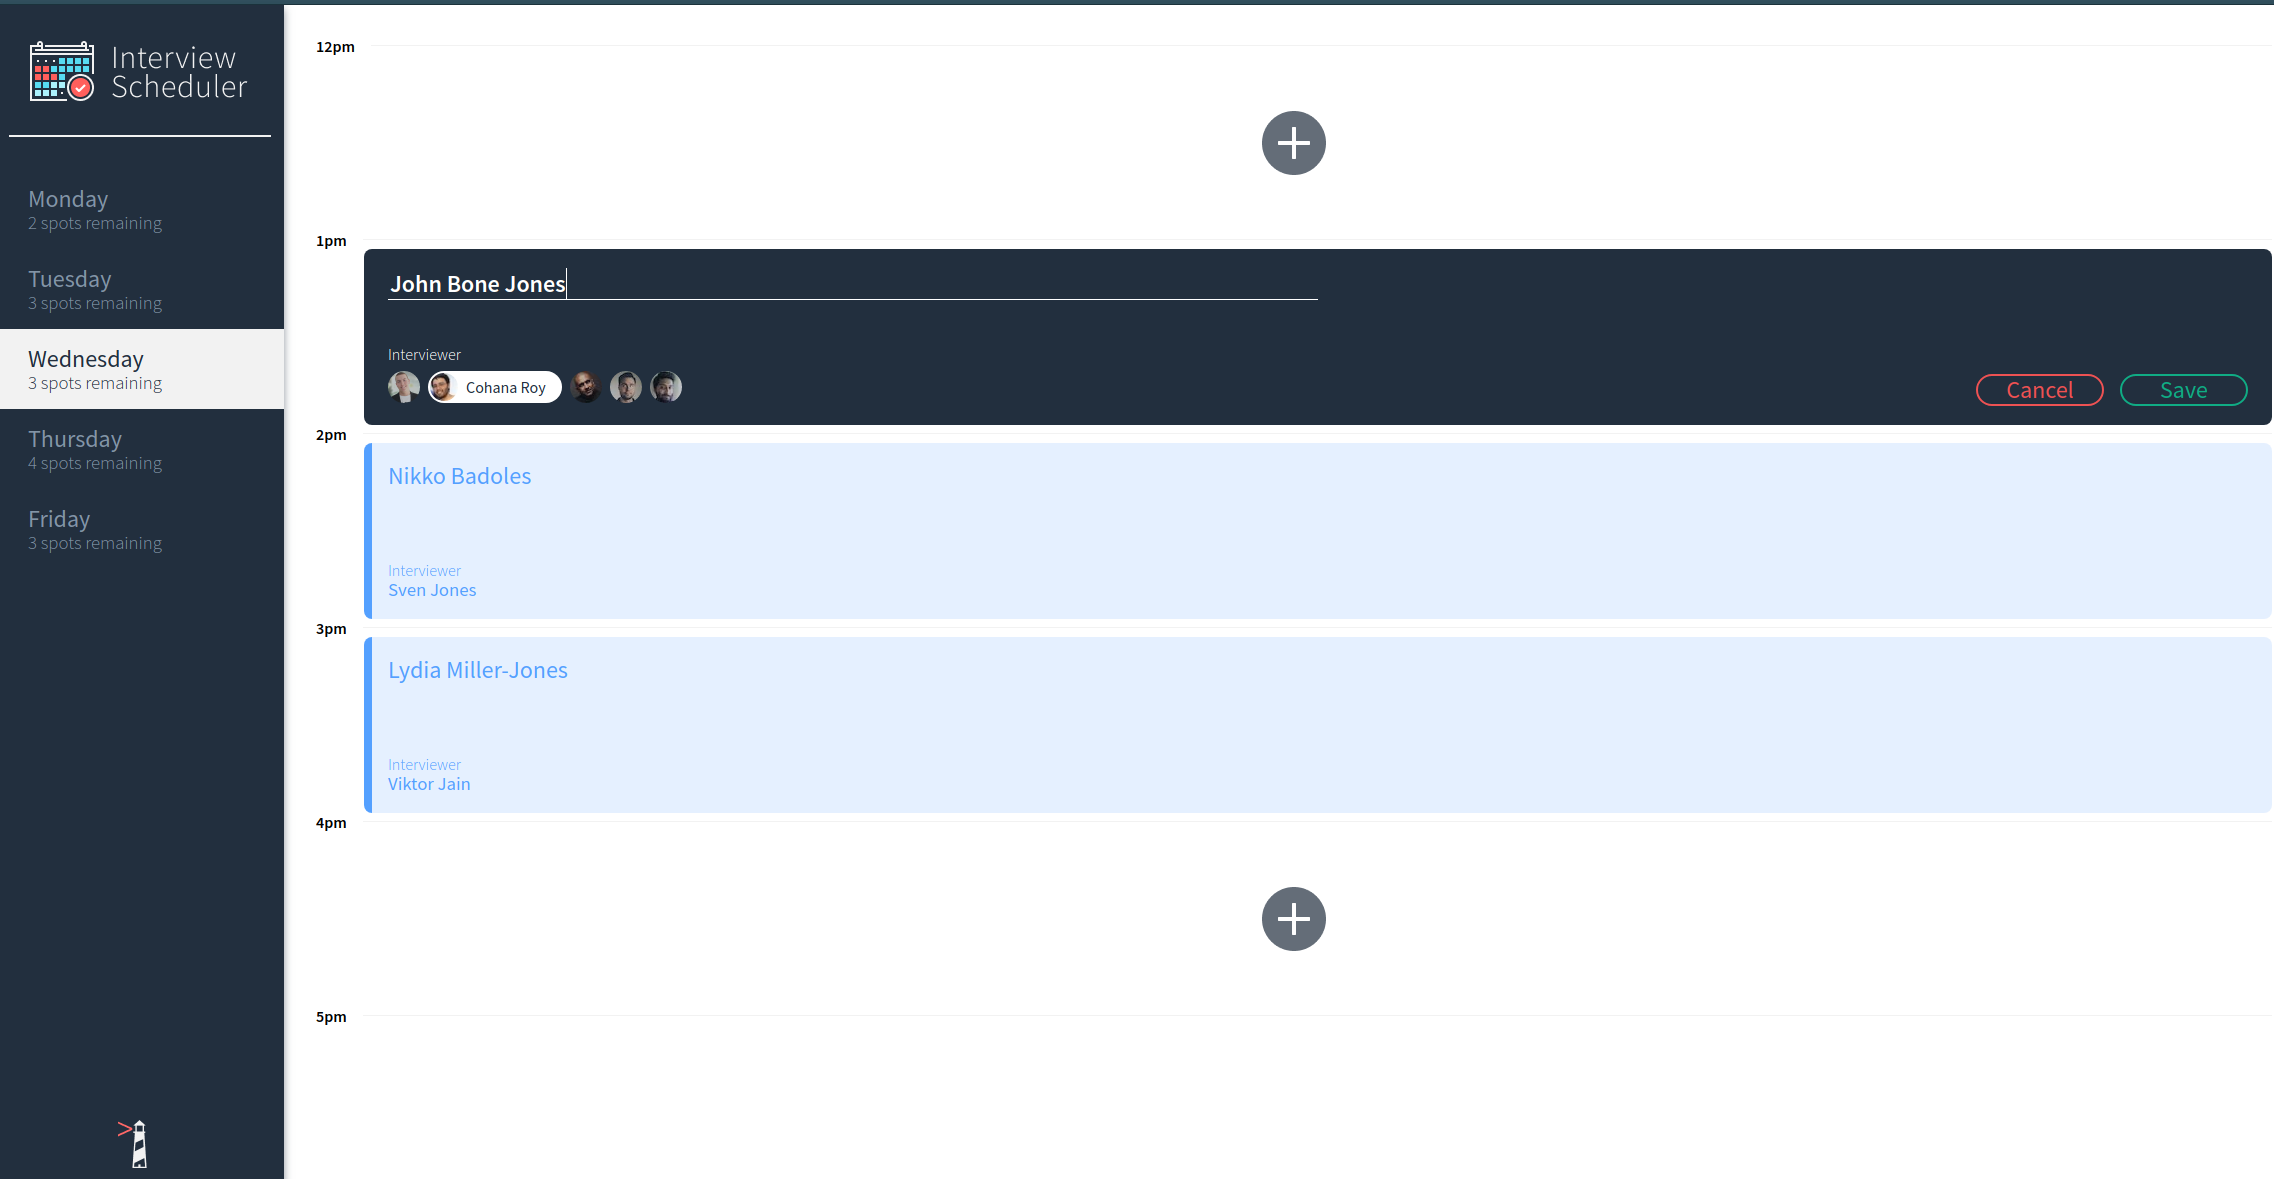 Interview
Scheduler
Monday
2 spots remaining
Tuesday
3 spots remaining
Wednesday
3 spots remaining
Thursday
4 spots remaining
Friday
3 spots remaining
12pm
1pm
John Bone Jones
Interviewer
Cohana Roy
Cancel
Save
2pm
Nikko Badoles
Interviewer
Sven Jones
3pm
Lydia Miller-Jones
Interviewer
Viktor Jain
4pm
5pm